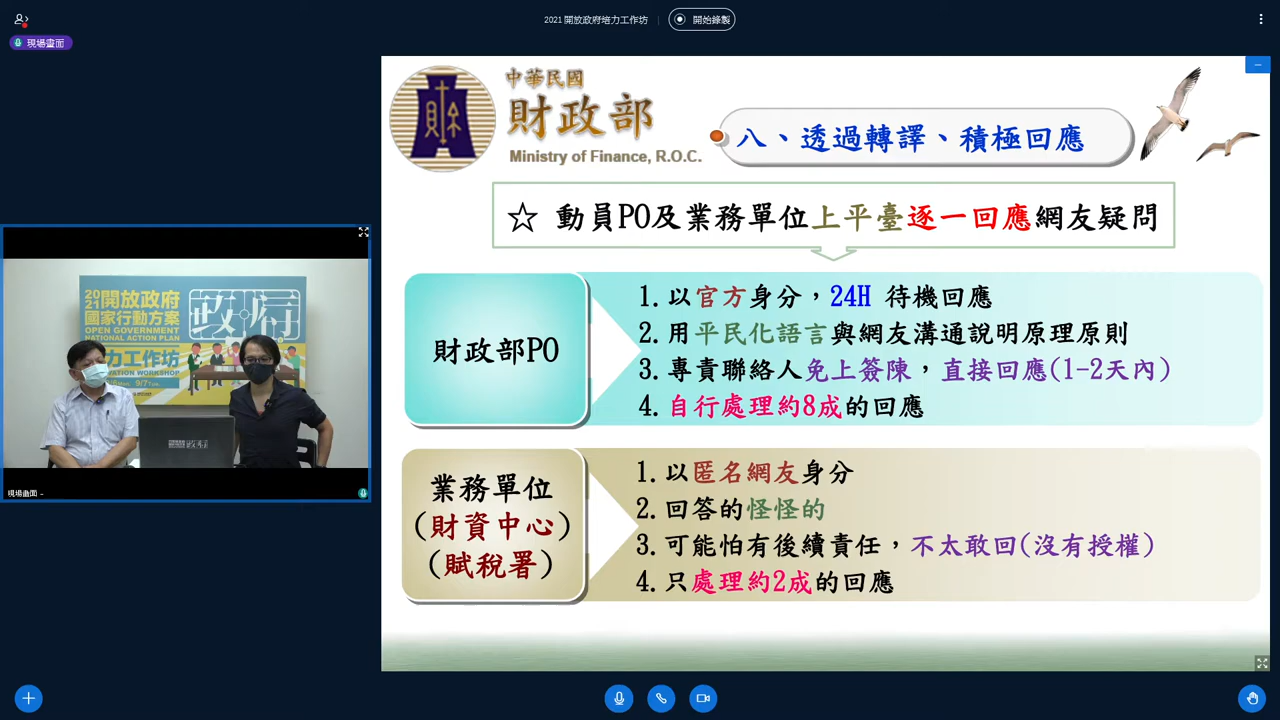 2021 開放政府培力工作坊
開始錄製
現場畫面
中華民國
財政部
Ministry of Finance, R.O.C.
八、透過轉譯、積極回應
☆ 動員PO及業務單位上平臺逐一回應網友疑問
財政部PO
1. 以官方身分，24H 待機回應
2. 用平民化語言與網友溝通說明原理原則
3. 專責聯絡人免上簽陳，直接回應(1-2天內)
4. 自行處理約8成的回應
業務單位
(財資中心)
(賦稅署)
1. 以匿名網友身分
2. 回答的怪怪的
3. 可能怕有後續責任，不太敢回(沒有授權)
4. 只處理約2成的回應
2021開放政府
國家行動方案
OPEN GOVERNMENT
NATIONAL ACTION PLAN
力工作坊
政府
現場畫面 -